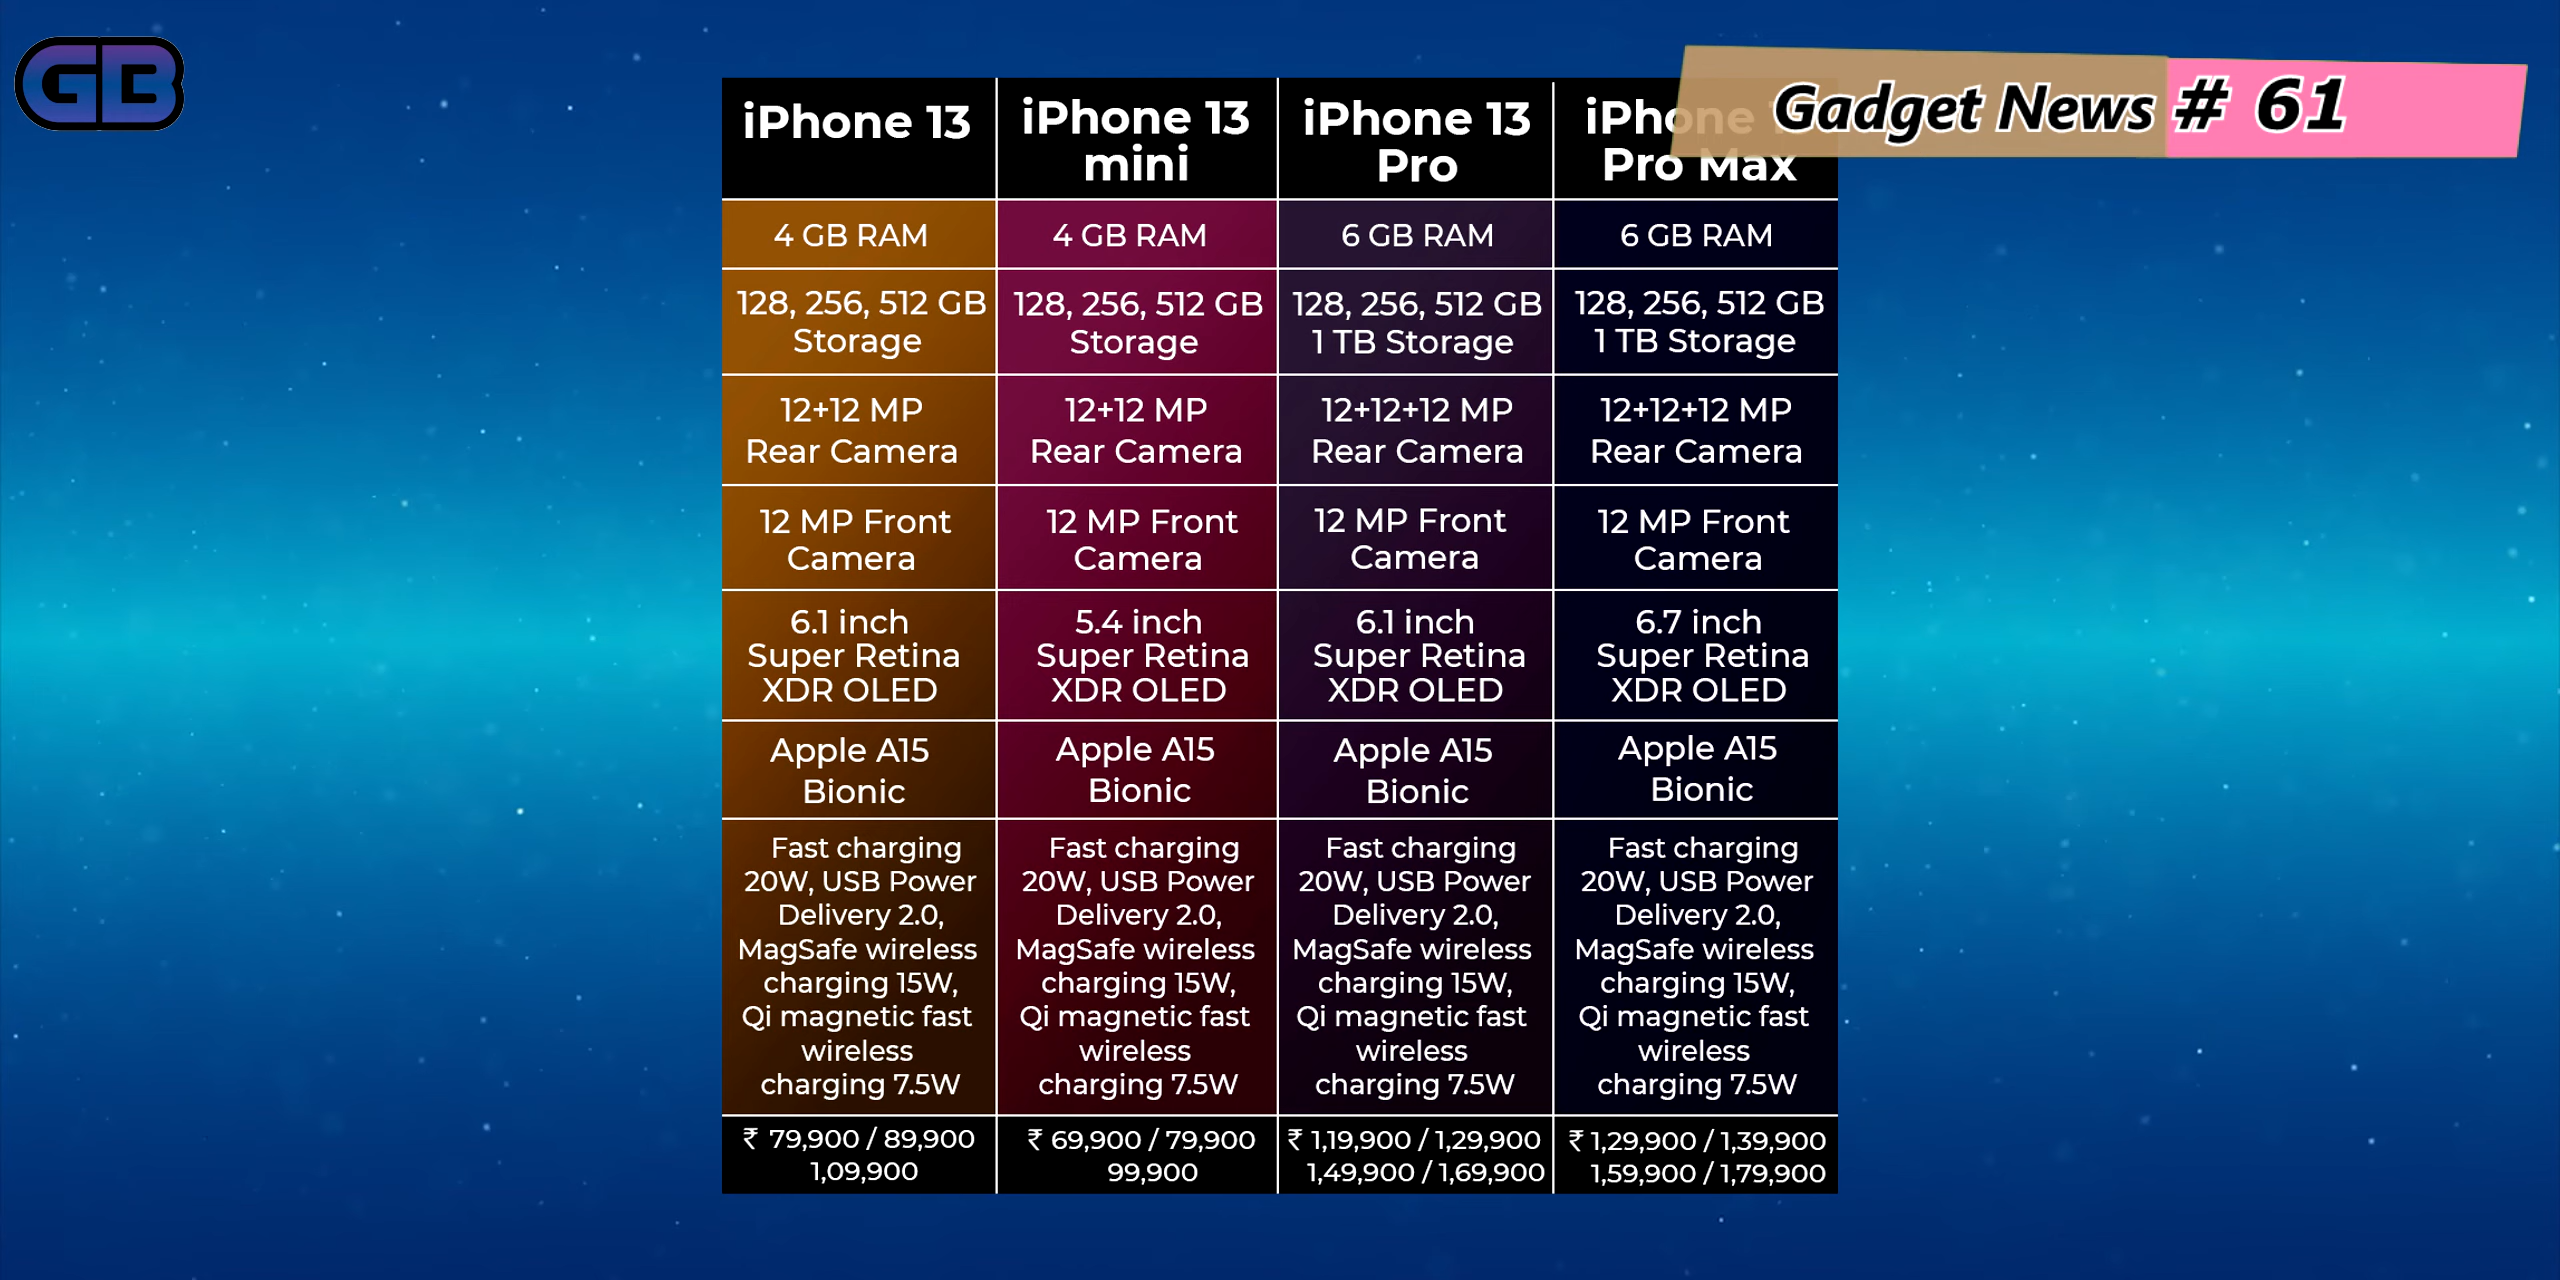 GB
Gadget News # 61
iPhone 13
iPhone 13
mini
iPhone 13
Pro
iPhone
Pro Max
4 GB RAM
4 GB RAM
6 GB RAM
6 GB RAM
128, 256, 512 GB
Storage
128, 256, 512 GB
Storage
128, 256, 512 GB
1 TB Storage
128, 256, 512 GB
1 TB Storage
12+12 MP
Rear Camera
12+12 MP
Rear Camera
12+12+12 MP
Rear Camera
12+12+12 MP
Rear Camera
12 MP Front
Camera
12 MP Front
Camera
12 MP Front
Camera
12 MP Front
Camera
6.1 inch
Super Retina
XDR OLED
5.4 inch
Super Retina
XDR OLED
6.1 inch
Super Retina
XDR OLED
6.7 inch
Super Retina
XDR OLED
Apple A15
Bionic
Apple A15
Bionic
Apple A15
Bionic
Apple A15
Bionic
Fast charging
20W, USB Power
Delivery 2.0,
MagSafe wireless
charging 15W,
Qi magnetic fast
wireless
charging 7.5W
Fast charging
20W, USB Power
Delivery 2.0,
MagSafe wireless
charging 15W,
Qi magnetic fast
wireless
charging 7.5W
Fast charging
20W, USB Power
Delivery 2.0,
MagSafe wireless
charging 15W,
Qi magnetic fast
wireless
charging 7.5W
Fast charging
20W, USB Power
Delivery 2.0,
MagSafe wireless
charging 15W,
Qi magnetic fast
wireless
charging 7.5W
₹ 79,900 / 89,900
1,09,900
₹ 69,900 / 79,900
99,900
₹ 1,19,900 / 1,29,900
1,49,900 / 1,69,900
₹ 1,29,900 / 1,39,900
1,59,900 / 1,79,900